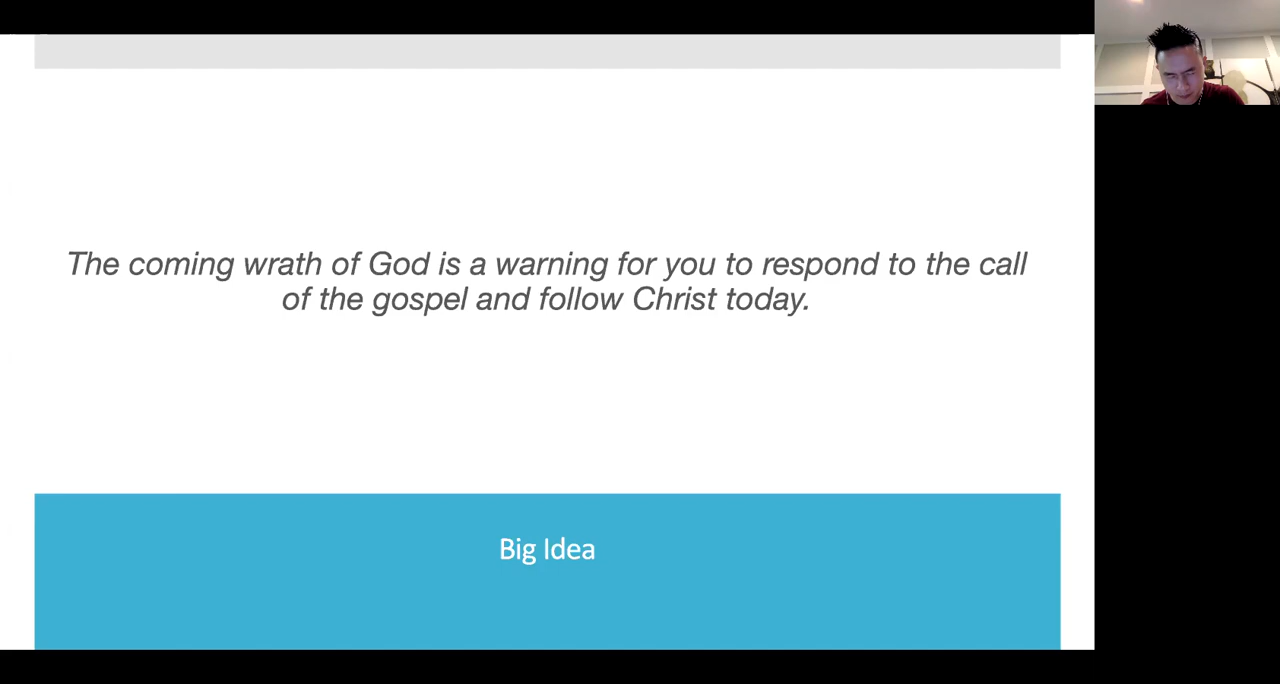 The coming wrath of God is a warning for you to respond to the call
of the gospel and follow Christ today.
Big Idea